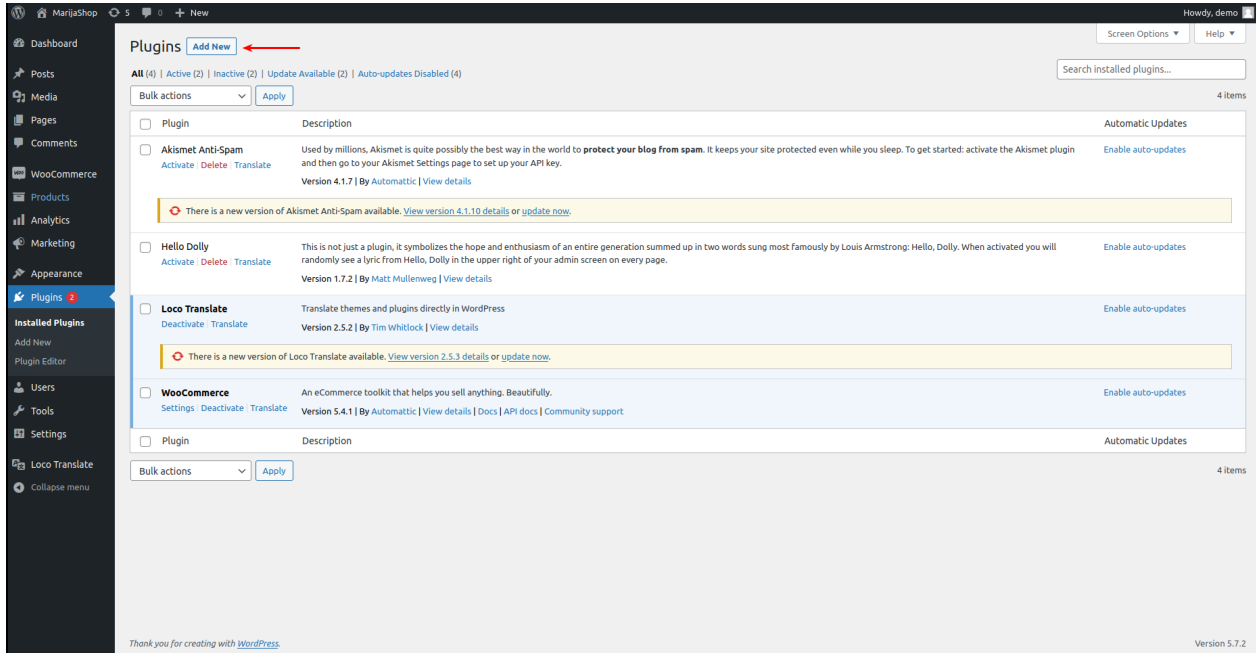 MarijaShop 5 0 + New Howdy, demo
Screen Options ▼ Help ▼
Dashboard
Posts
Media
Pages
Comments
WooCommerce
Products
Analytics
Marketing
Appearance
Plugins 2
Installed Plugins
Add New
Plugin Editor
Users
Tools
Settings
Loco Translate
Collapse menu
Plugins Add New
All (4) | Active (2) | Inactive (2) | Update Available (2) | Auto-updates Disabled (4)
Search installed plugins...
Bulk actions Apply 4 items
Plugin Description Automatic Updates
Akismet Anti-Spam
Activate | Delete | Translate
Used by millions, Akismet is quite possibly the best way in the world to protect your blog from spam. It keeps your site protected even while you sleep. To get started: activate the Akismet plugin
and then go to your Akismet Settings page to set up your API key.
Version 4.1.7 | By Automattic | View details
Enable auto-updates
There is a new version of Akismet Anti-Spam available. View version 4.1.10 details or update now.
Hello Dolly
Activate | Delete | Translate
This is not just a plugin, it symbolizes the hope and enthusiasm of an entire generation summed up in two words sung most famously by Louis Armstrong: Hello, Dolly. When activated you will
randomly see a lyric from Hello, Dolly in the upper right of your admin screen on every page.
Version 1.7.2 | By Matt Mullenweg | View details
Enable auto-updates
Loco Translate
Deactivate | Translate
Translate themes and plugins directly in WordPress
Version 2.5.2 | By Tim Whitlock | View details
Enable auto-updates
There is a new version of Loco Translate available. View version 2.5.3 details or update now.
WooCommerce
Settings | Deactivate | Translate
An eCommerce toolkit that helps you sell anything. Beautifully.
Version 5.4.1 | By Automattic | View details | Docs | API docs | Community support
Enable auto-updates
Plugin Description Automatic Updates
Bulk actions Apply 4 items
Thank you for creating with WordPress. Version 5.7.2